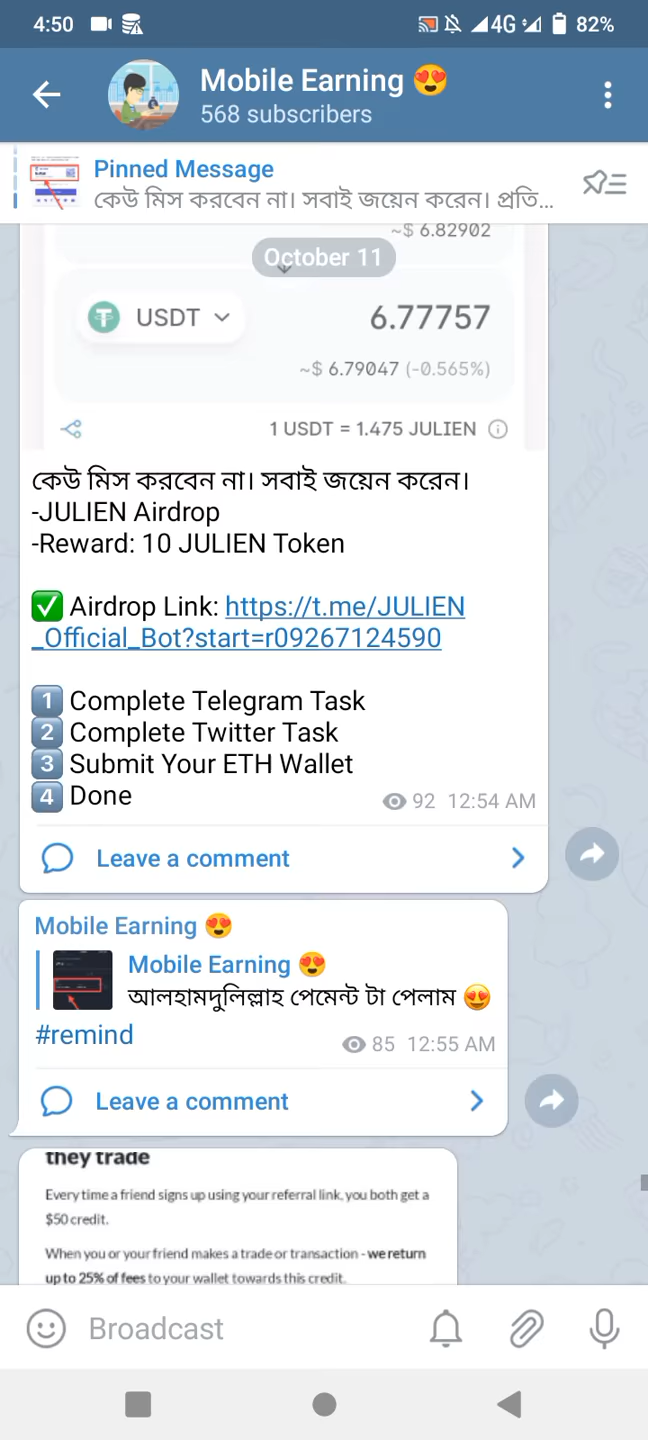 4:50
4G
82%
Mobile Earning 😍
568 subscribers
Pinned Message
কেউ মিস করবেন না। সবাই জয়েন করেন। প্রতি...
~$ 6.82902
October 11
USDT
6.77757
~$ 6.79047 (-0.565%)
1 USDT = 1.475 JULIEN
কেউ মিস করবেন না। সবাই জয়েন করেন।
-JULIEN Airdrop
-Reward: 10 JULIEN Token
✅ Airdrop Link: https://t.me/JULIEN
_Official_Bot?start=r09267124590
1️⃣ Complete Telegram Task
2️⃣ Complete Twitter Task
3️⃣ Submit Your ETH Wallet
4️⃣ Done
92 12:54 AM
Leave a comment
Mobile Earning 😍
Mobile Earning 😍
আলহামদুলিল্লাহ পেমেন্ট টা পেলাম 😍
#remind
85 12:55 AM
Leave a comment
they trade
Every time a friend signs up using your referral link, you both get a
$50 credit.
When you or your friend makes a trade or transaction - we return
up to 25% of fees to your wallet towards this credit.
Broadcast